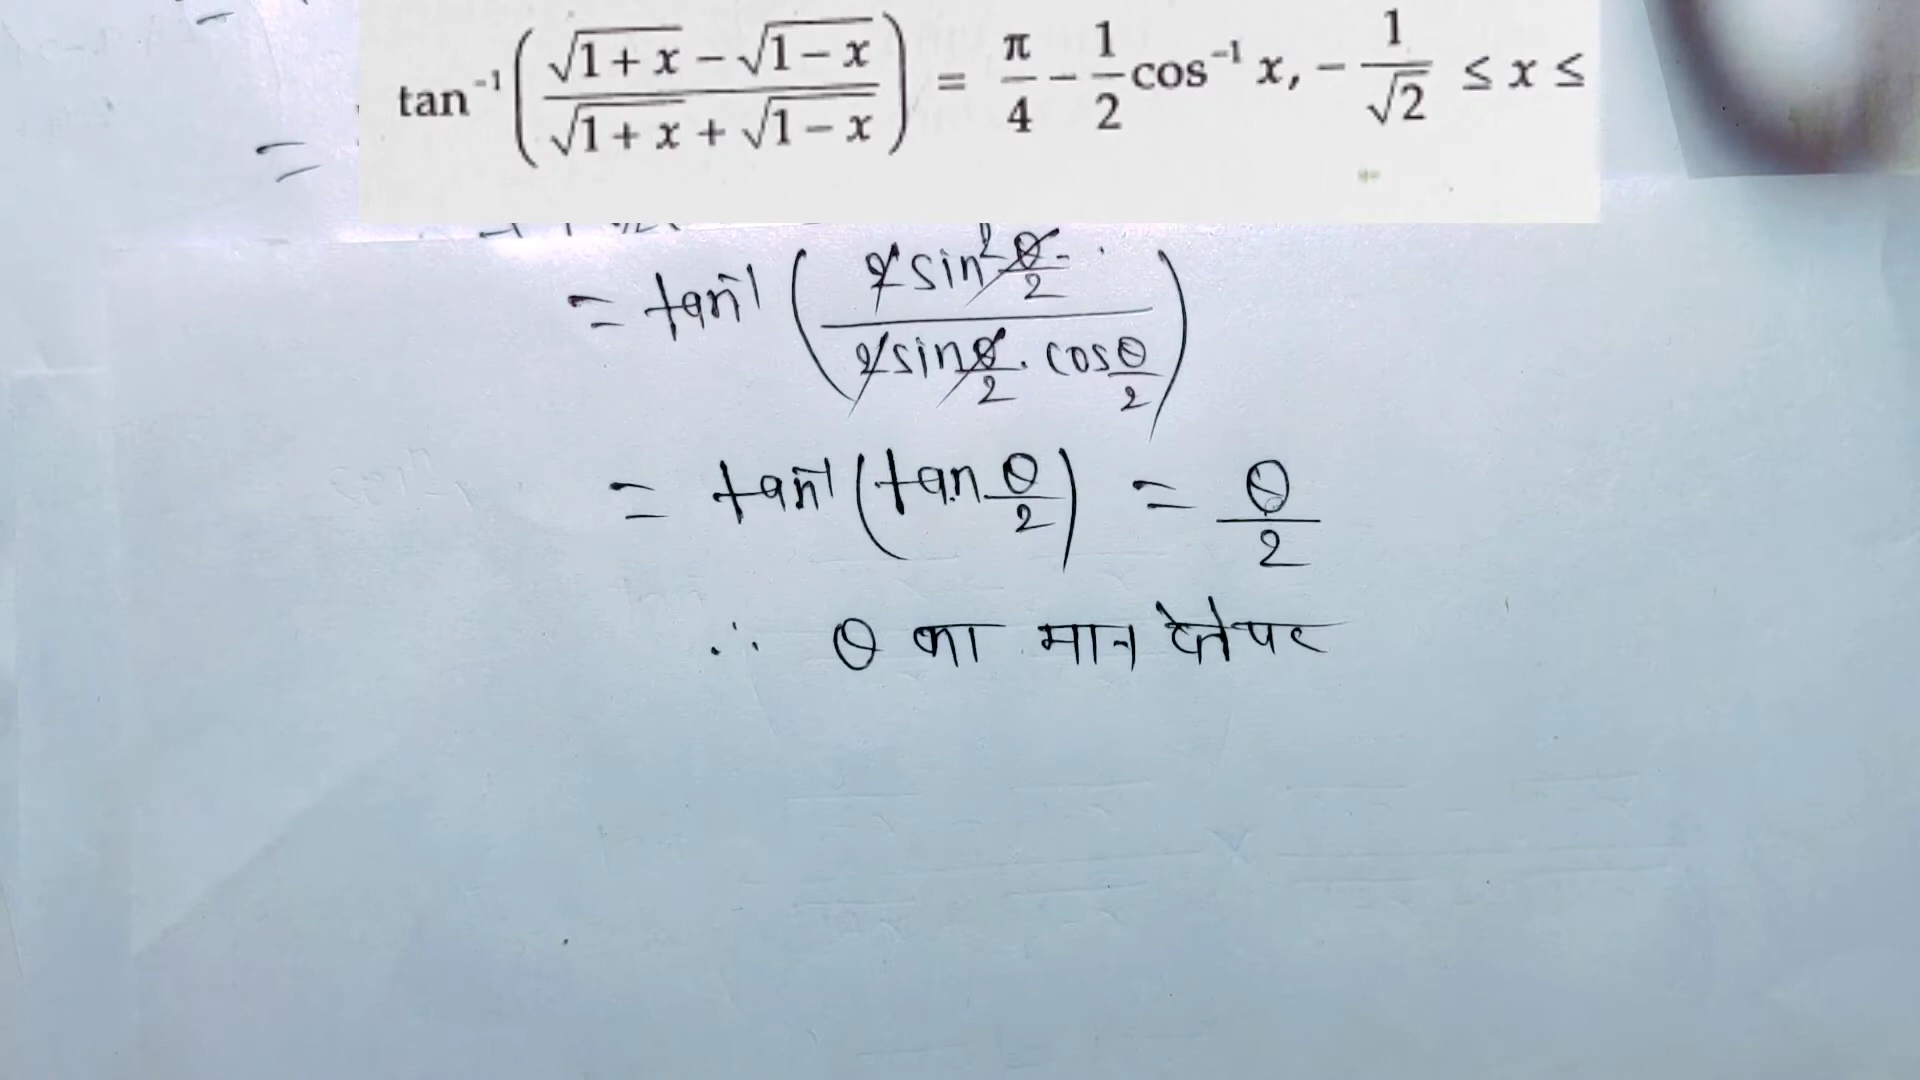 tan⁻¹((√1+x − √1−x)/(√1+x + √1−x)) = π/4 − 1/2 cos⁻¹ x, − 1/√2 ≤ x ≤
=
= tan⁻¹(2 sin² θ/2 / 2 sin θ/2 . cos θ/2)
= tan⁻¹(tan θ/2) = θ/2
∴ θ का मान देने पर